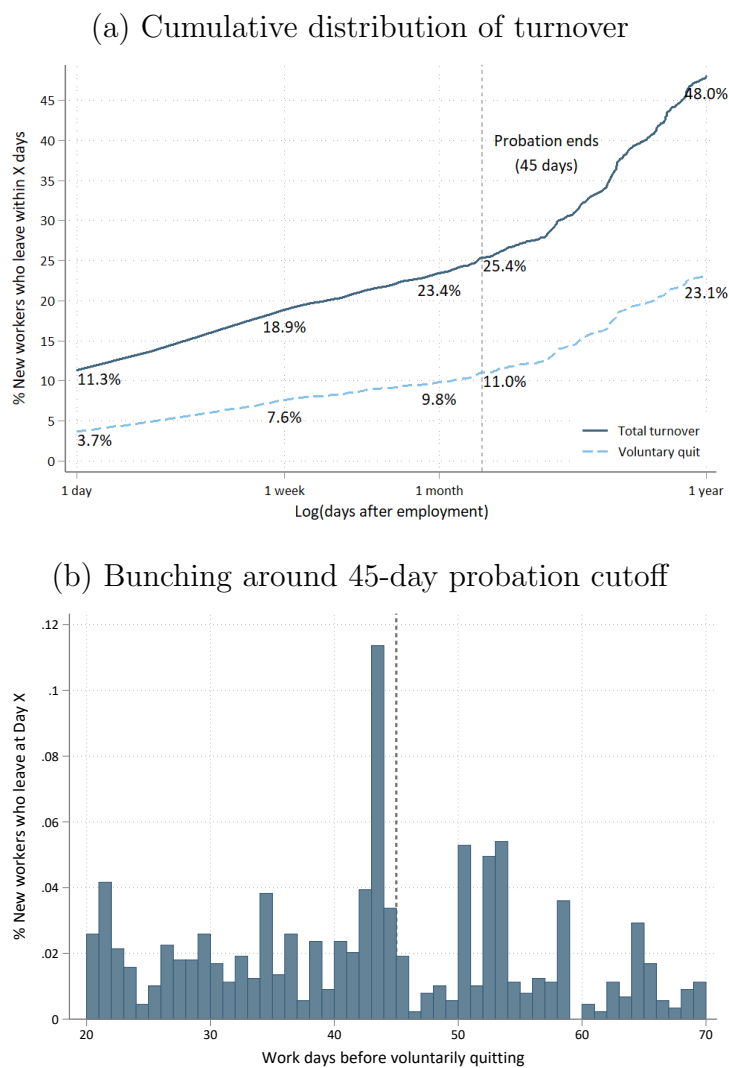 (a) Cumulative distribution of turnover
% New workers who leave within X days
45
40
35
30
25
20
15
10
5
0
48.0%
Probation ends
(45 days)
25.4%
23.4%
18.9%
11.3%
23.1%
11.0%
9.8%
7.6%
3.7%
Total turnover
Voluntary quit
1 day
1 week
1 month
1 year
Log(days after employment)
(b) Bunching around 45-day probation cutoff
% New workers who leave at Day X
.12
.1
.08
.06
.04
.02
0
20
30
40
50
60
70
Work days before voluntarily quitting